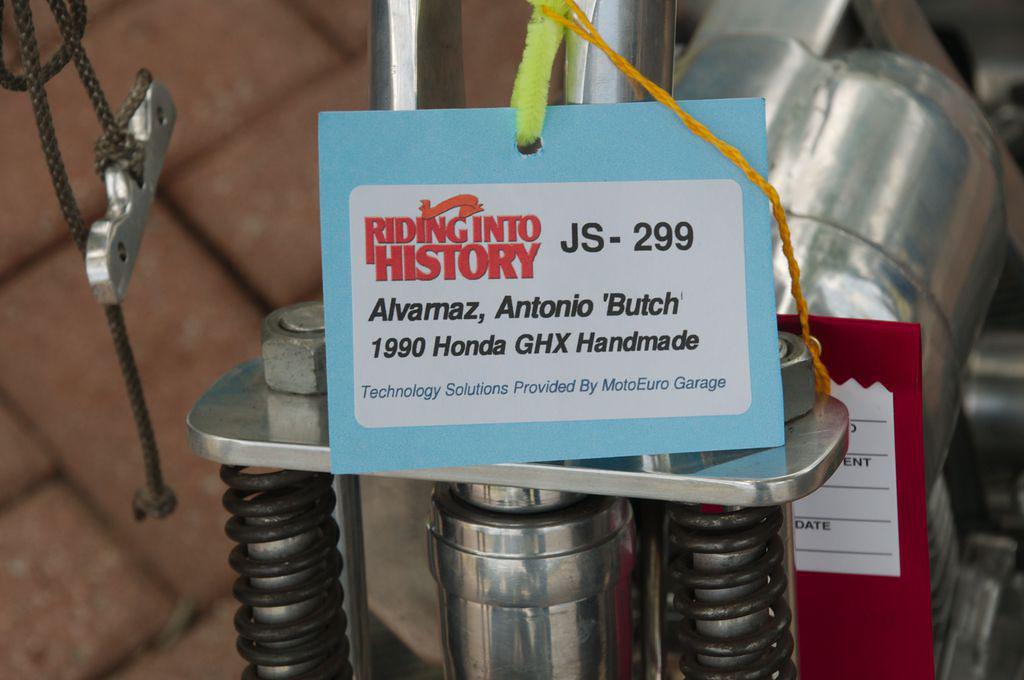 RIDING INTO
HISTORY
JS- 299
Alvarnaz, Antonio 'Butch'
1990 Honda GHX Handmade
Technology Solutions Provided By MotoEuro Garage
ENT
DATE